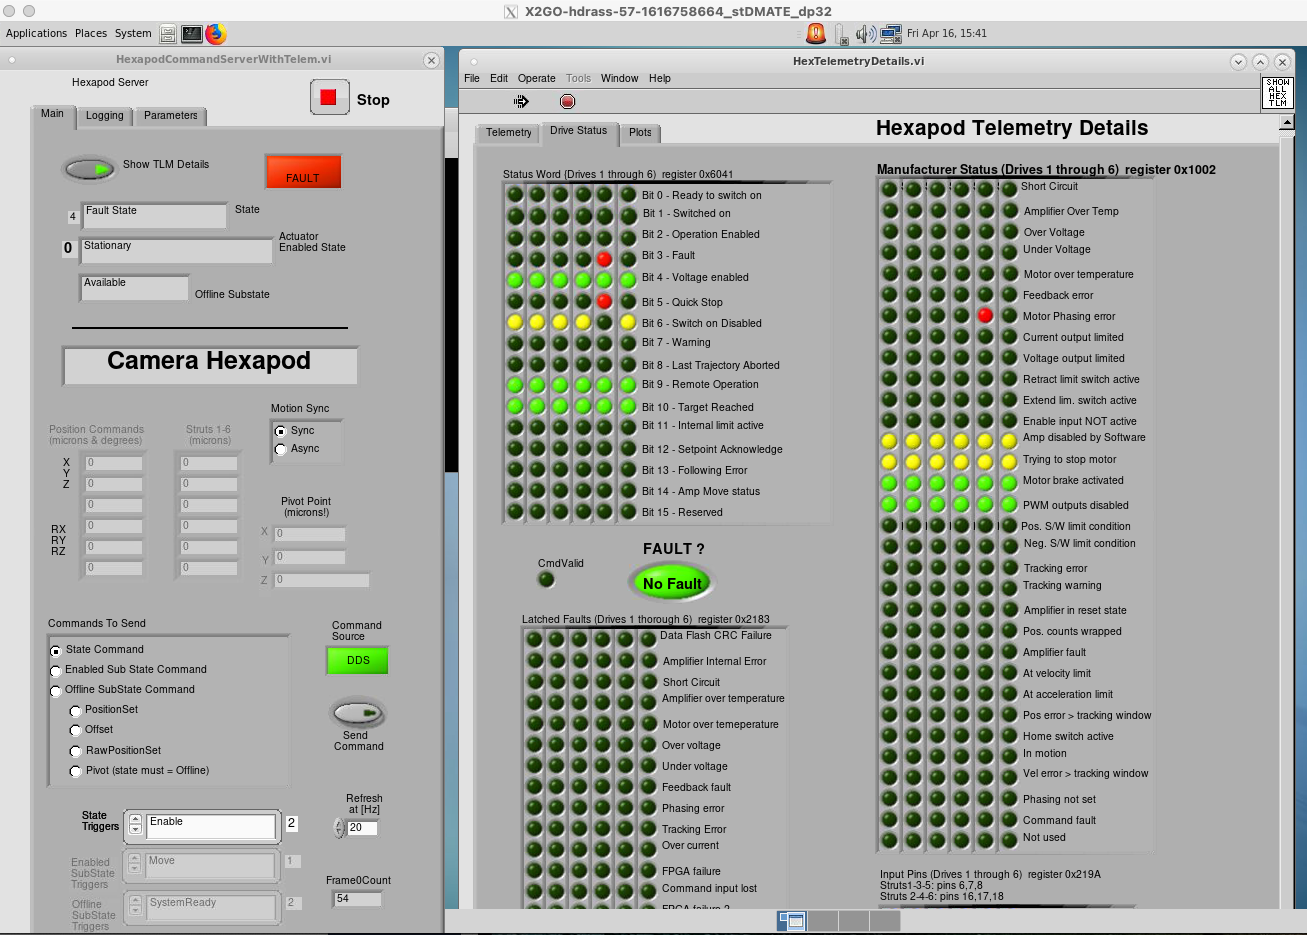 X2GO-hdrass-57-1616758664_stDMATE_dp32
Applications Places System
Fri Apr 16, 15:41
HexapodCommandServerWithTelem.vi
Hexapod Server
Stop
Main Logging Parameters
Show TLM Details
FAULT
4 Fault State State
0 Stationary
Actuator
Enabled State
Available
Offline Substate
Camera Hexapod
Motion Sync
Sync
Async
Position Commands
(microns & degrees)
Struts 1-6
(microns)
X 0 0
Y 0 0
Z 0 0
RX 0 0
RY 0 0
RZ 0 0
Pivot Point
(microns!)
X 0
Y 0
Z 0
Commands To Send
State Command
Enabled Sub State Command
Offline SubState Command
PositionSet
Offset
RawPositionSet
Pivot (state must = Offline)
Command
Source
DDS
Send
Command
State
Triggers
Enable 2
Refresh
at [Hz]
20
Enabled
SubState
Triggers
Move 1
Offline
SubState
Triggers
SystemReady 2
Frame0Count
54
HexTelemetryDetails.vi
File Edit Operate Tools Window Help
SHOW
ALL
HEX
TLM
Telemetry Drive Status Plots
Hexapod Telemetry Details
Status Word (Drives 1 thorough 6) register 0x6041
Bit 0 - Ready to switch on
Bit 1 - Switched on
Bit 2 - Operation Enabled
Bit 3 - Fault
Bit 4 - Voltage enabled
Bit 5 - Quick Stop
Bit 6 - Switch on Disabled
Bit 7 - Warning
Bit 8 - Last Trajectory Aborted
Bit 9 - Remote Operation
Bit 10 - Target Reached
Bit 11 - Internal limit active
Bit 12 - Setpoint Acknowledge
Bit 13 - Following Error
Bit 14 - Amp Move status
Bit 15 - Reserved
FAULT ?
CmdValid
No Fault
Latched Faults (Drives 1 thorough 6) register 0x2183
Data Flash CRC Failure
Amplifier Internal Error
Short Circuit
Amplifier over temperature
Motor over temeperature
Over voltage
Under voltage
Feedback fault
Phasing error
Tracking Error
Over current
FPGA failure
Command input lost
FPGA failure 2
Manufacturer Status (Drives 1 through 6) register 0x1002
Short Circuit
Amplifier Over Temp
Over Voltage
Under Voltage
Motor over temperature
Feedback error
Motor Phasing error
Current output limited
Voltage output limited
Retract limit switch active
Extend lim. switch active
Enable input NOT active
Amp disabled by Software
Trying to stop motor
Motor brake activated
PWM outputs disabled
Pos. S/W limit condition
Neg. S/W limit condition
Tracking error
Tracking warning
Amplifier in reset state
Pos. counts wrapped
Amplifier fault
At velocity limit
At acceleration limit
Pos error > tracking window
Home switch active
In motion
Vel error > tracking window
Phasing not set
Command fault
Not used
Input Pins (Drives 1 through 6) register 0x219A
Struts1-3-5: pins 6,7,8
Struts 2-4-6: pins 16,17,18